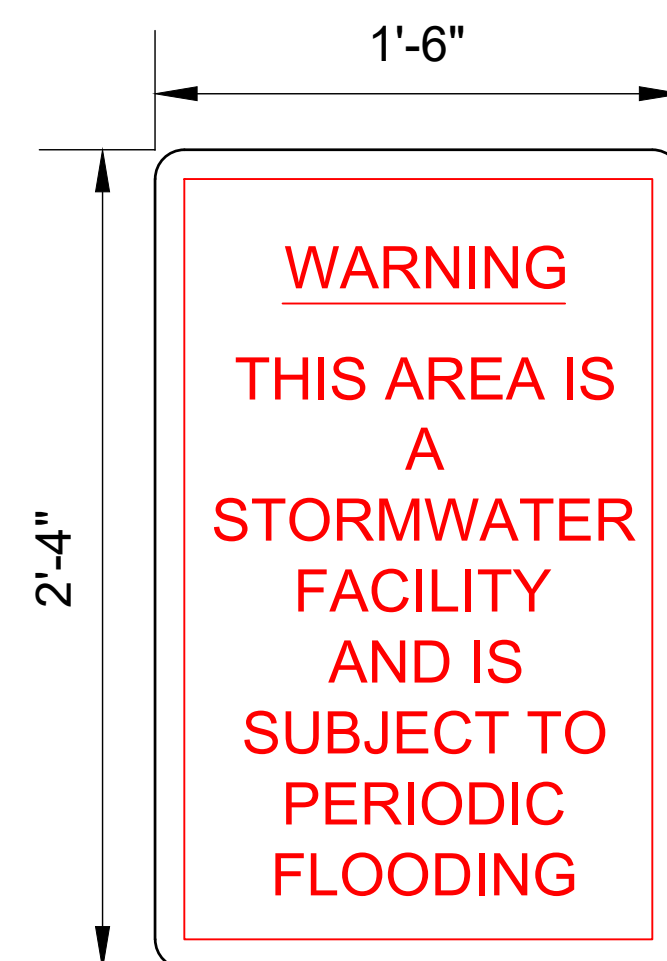 1'-6"
2'-4"
WARNING
THIS AREA IS
A
STORMWATER
FACILITY
AND IS
SUBJECT TO
PERIODIC
FLOODING